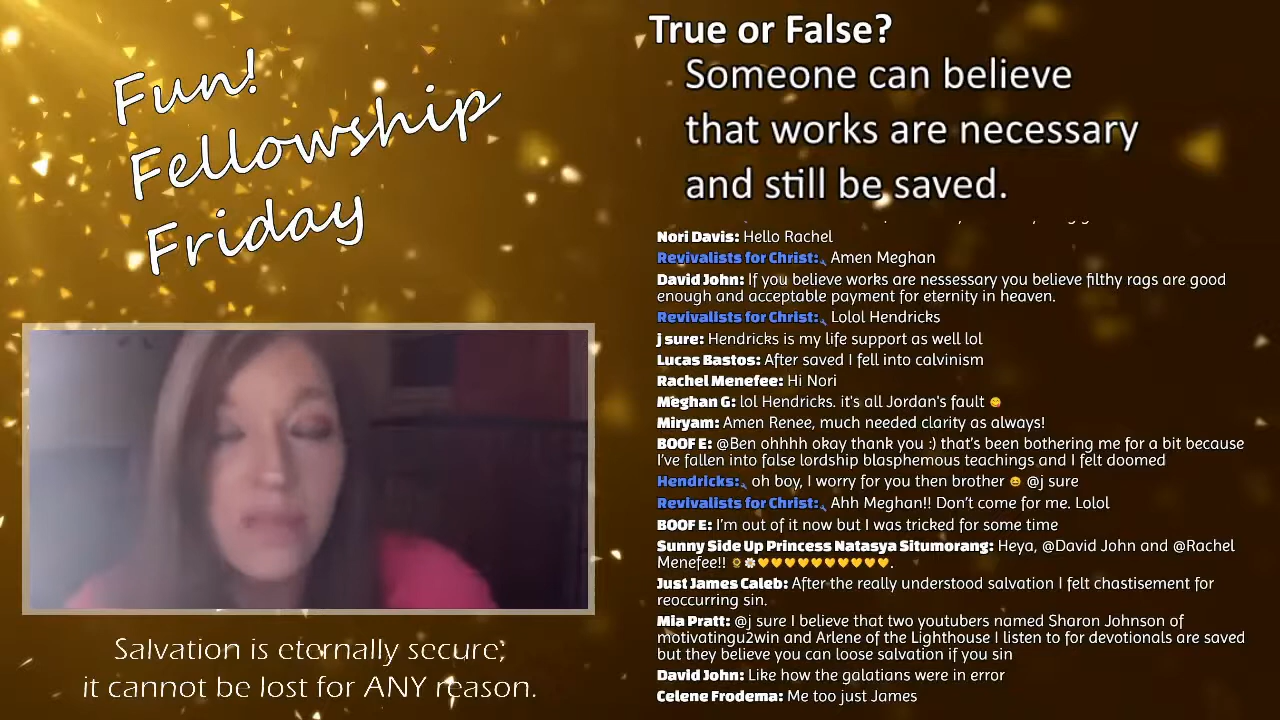 Fun!
Fellowship
Friday
True or False?
Someone can believe
that works are necessary
and still be saved.
Nori Davis: Hello Rachel
Revivalists for Christ: Amen Meghan
David John: If you believe works are nessessary you believe filthy rags are good
enough and acceptable payment for eternity in heaven.
Revivalists for Christ: Lolol Hendricks
j sure: Hendricks is my life support as well lol
Lucas Bastos: After saved I fell into calvinism
Rachel Menefee: Hi Nori
Meghan G: lol Hendricks. it's all Jordan's fault 😋
Miryam: Amen Renee, much needed clarity as always!
BOOF E: @Ben ohhhh okay thank you :) that's been bothering me for a bit because
I've fallen into false lordship blasphemous teachings and I felt doomed
Hendricks: oh boy, I worry for you then brother 😄 @j sure
Revivalists for Christ: Ahh Meghan!! Don't come for me. Lolol
BOOF E: I'm out of it now but I was tricked for some time
Sunny Side Up Princess Natasya Situmorang: Heya, @David John and @Rachel
Menefee!! 🌻🌼💛💛💛💛💛💛💛💛💛💛.
Just James Caleb: After the really understood salvation I felt chastisement for
reoccurring sin.
Mia Pratt: @j sure I believe that two youtubers named Sharon Johnson of
motivatingu2win and Arlene of the Lighthouse I listen to for devotionals are saved
but they believe you can loose salvation if you sin
David John: Like how the galatians were in error
Celene Frodema: Me too just James
Salvation is eternally secure;
it cannot be lost for ANY reason.